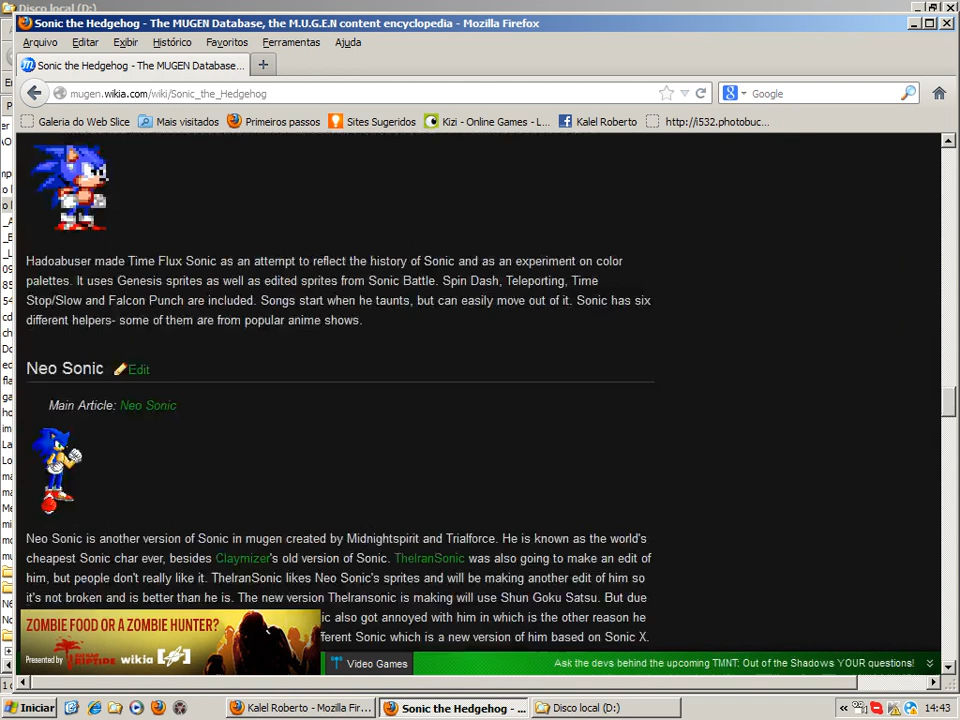 Disco local (D:)
Sonic the Hedgehog - The MUGEN Database, the M.U.G.E.N content encyclopedia - Mozilla Firefox
Arquivo Editar Exibir Histórico Favoritos Ferramentas Ajuda
Sonic the Hedgehog - The MUGEN Database...
mugen.wikia.com/wiki/Sonic_the_Hedgehog
Google
Galeria do Web Slice Mais visitados Primeiros passos Sites Sugeridos Kizi - Online Games - L... Kalel Roberto http://i532.photobuc...
Hadoabuser made Time Flux Sonic as an attempt to reflect the history of Sonic and as an experiment on color
palettes. It uses Genesis sprites as well as edited sprites from Sonic Battle. Spin Dash, Teleporting, Time
Stop/Slow and Falcon Punch are included. Songs start when he taunts, but can easily move out of it. Sonic has six
different helpers- some of them are from popular anime shows.
Neo Sonic Edit
Main Article: Neo Sonic
Neo Sonic is another version of Sonic in mugen created by Midnightspirit and Trialforce. He is known as the world's
cheapest Sonic char ever, besides Claymizer's old version of Sonic. TheIranSonic was also going to make an edit of
him, but people don't really like it. TheIranSonic likes Neo Sonic's sprites and will be making another edit of him so
it's not broken and is better than he is. The new version TheIransonic is making will use Shun Goku Satsu. But due
ic also got annoyed with him in which is the other reason he
ferent Sonic which is a new version of him based on Sonic X.
ZOMBIE FOOD OR A ZOMBIE HUNTER?
Presented by RIPTIDE wikia
Video Games Ask the devs behind the upcoming TMNT: Out of the Shadows YOUR questions!
Iniciar Kalel Roberto - Mozilla Fir... Sonic the Hedgehog - ... Disco local (D:) 14:43